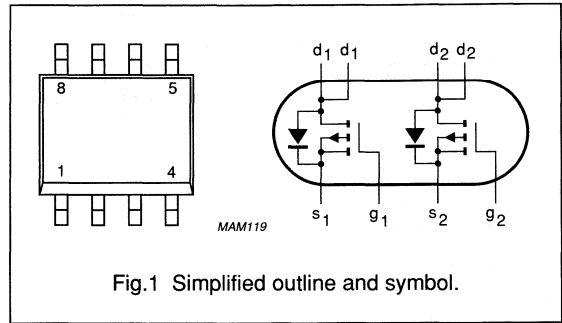 d1 d1 d2 d2
8 5
1 4
s1 g1 s2 g2
MAM119
Fig.1 Simplified outline and symbol.